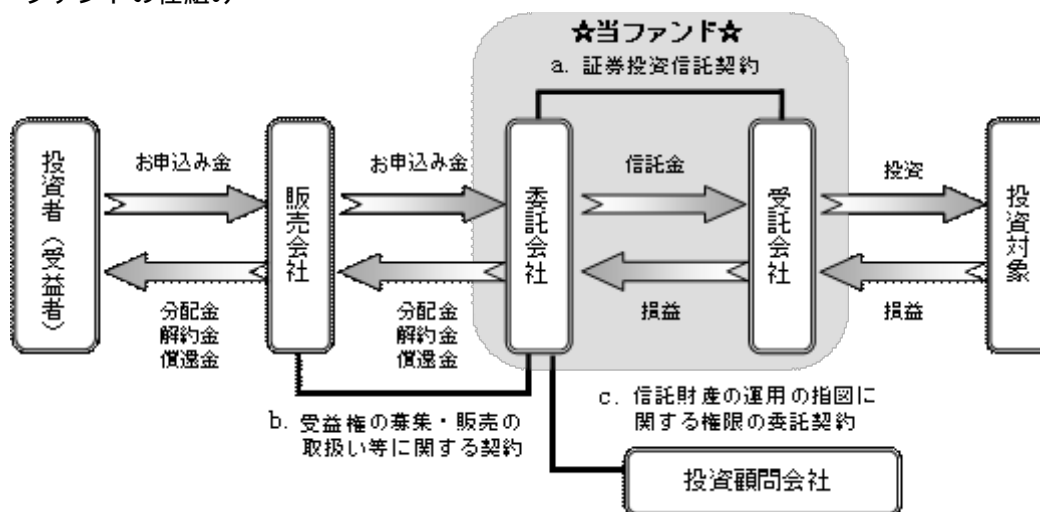 ファンドの仕組み
★当ファンド★
a. 証券投資信託契約
投資者（受益者）
お申込み金
販売会社
お申込み金
委託会社
信託金
受託会社
投資
投資対象
分配金
解約金
償還金
分配金
解約金
償還金
損益
損益
b. 受益権の募集・販売の
取扱い等に関する契約
c. 信託財産の運用の指図に
関する権限の委託契約
投資顧問会社